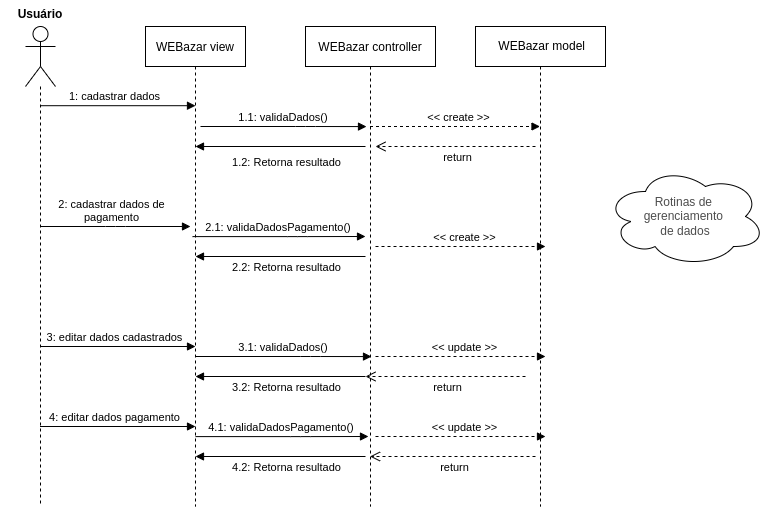 Usuário
WEBazar view
WEBazar controller
WEBazar model
1: cadastrar dados
1.1: validaDados()
<< create >>
1.2: Retorna resultado
return
2: cadastrar dados de
pagamento
2.1: validaDadosPagamento()
<< create >>
2.2: Retorna resultado
Rotinas de
gerenciamento
de dados
3: editar dados cadastrados
3.1: validaDados()
<< update >>
3.2: Retorna resultado
return
4: editar dados pagamento
4.1: validaDadosPagamento()
<< update >>
4.2: Retorna resultado
return